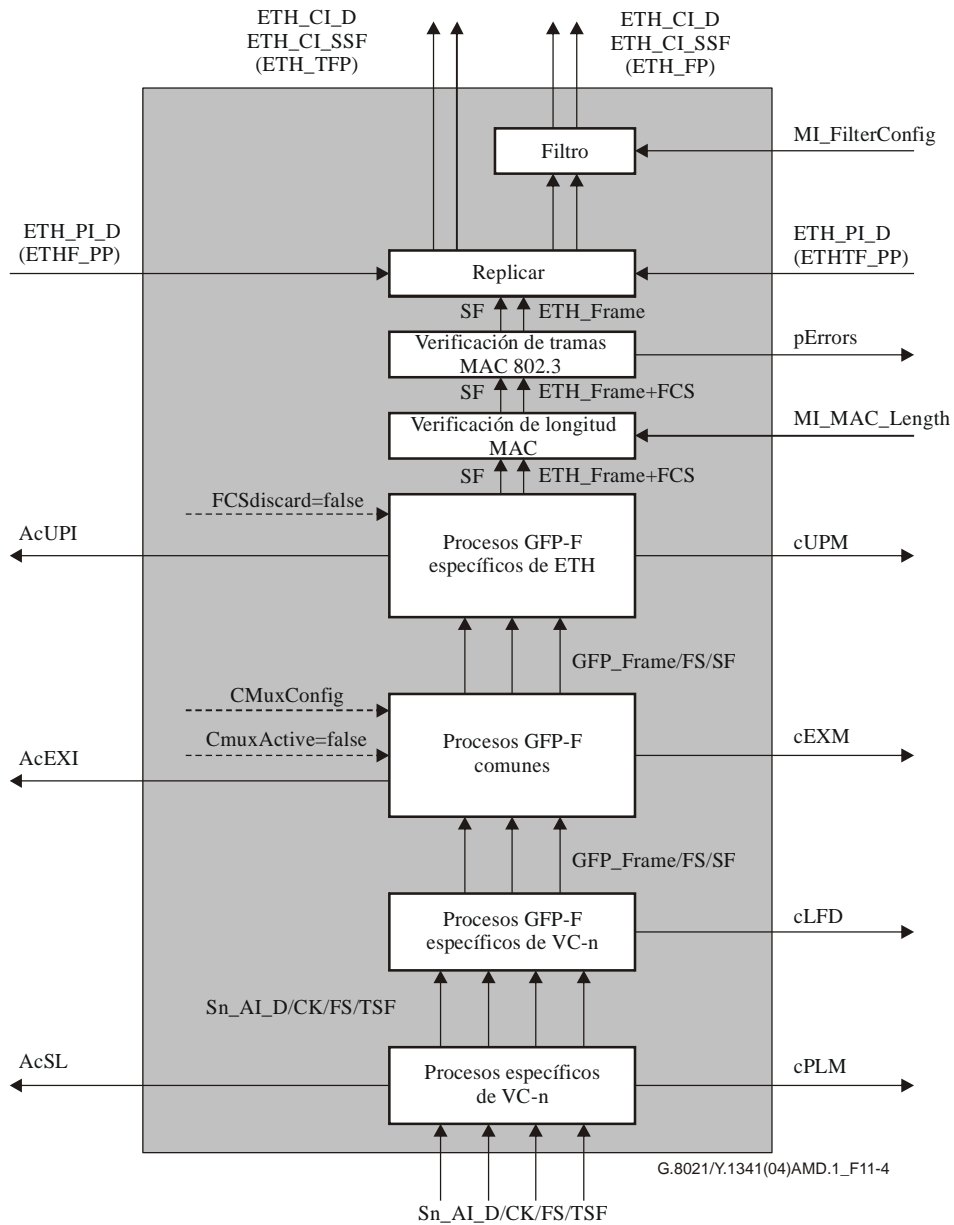 ETH_CI_D
ETH_CI_SSF
(ETH_TFP)
ETH_CI_D
ETH_CI_SSF
(ETH_FP)
Filtro
MI_FilterConfig
ETH_PI_D
(ETHF_PP)
ETH_PI_D
(ETHTF_PP)
Replicar
SF
ETH_Frame
Verificación de tramas
MAC 802.3
pErrors
SF
ETH_Frame+FCS
Verificación de longitud
MAC
MI_MAC_Length
SF
ETH_Frame+FCS
FCSdiscard=false
AcUPI
Procesos GFP-F
específicos de ETH
cUPM
GFP_Frame/FS/SF
CMuxConfig
CmuxActive=false
AcEXI
Procesos GFP-F
comunes
cEXM
GFP_Frame/FS/SF
Procesos GFP-F
específicos de VC-n
cLFD
Sn_AI_D/CK/FS/TSF
AcSL
Procesos específicos
de VC-n
cPLM
G.8021/Y.1341(04)AMD.1_F11-4
Sn_AI_D/CK/FS/TSF